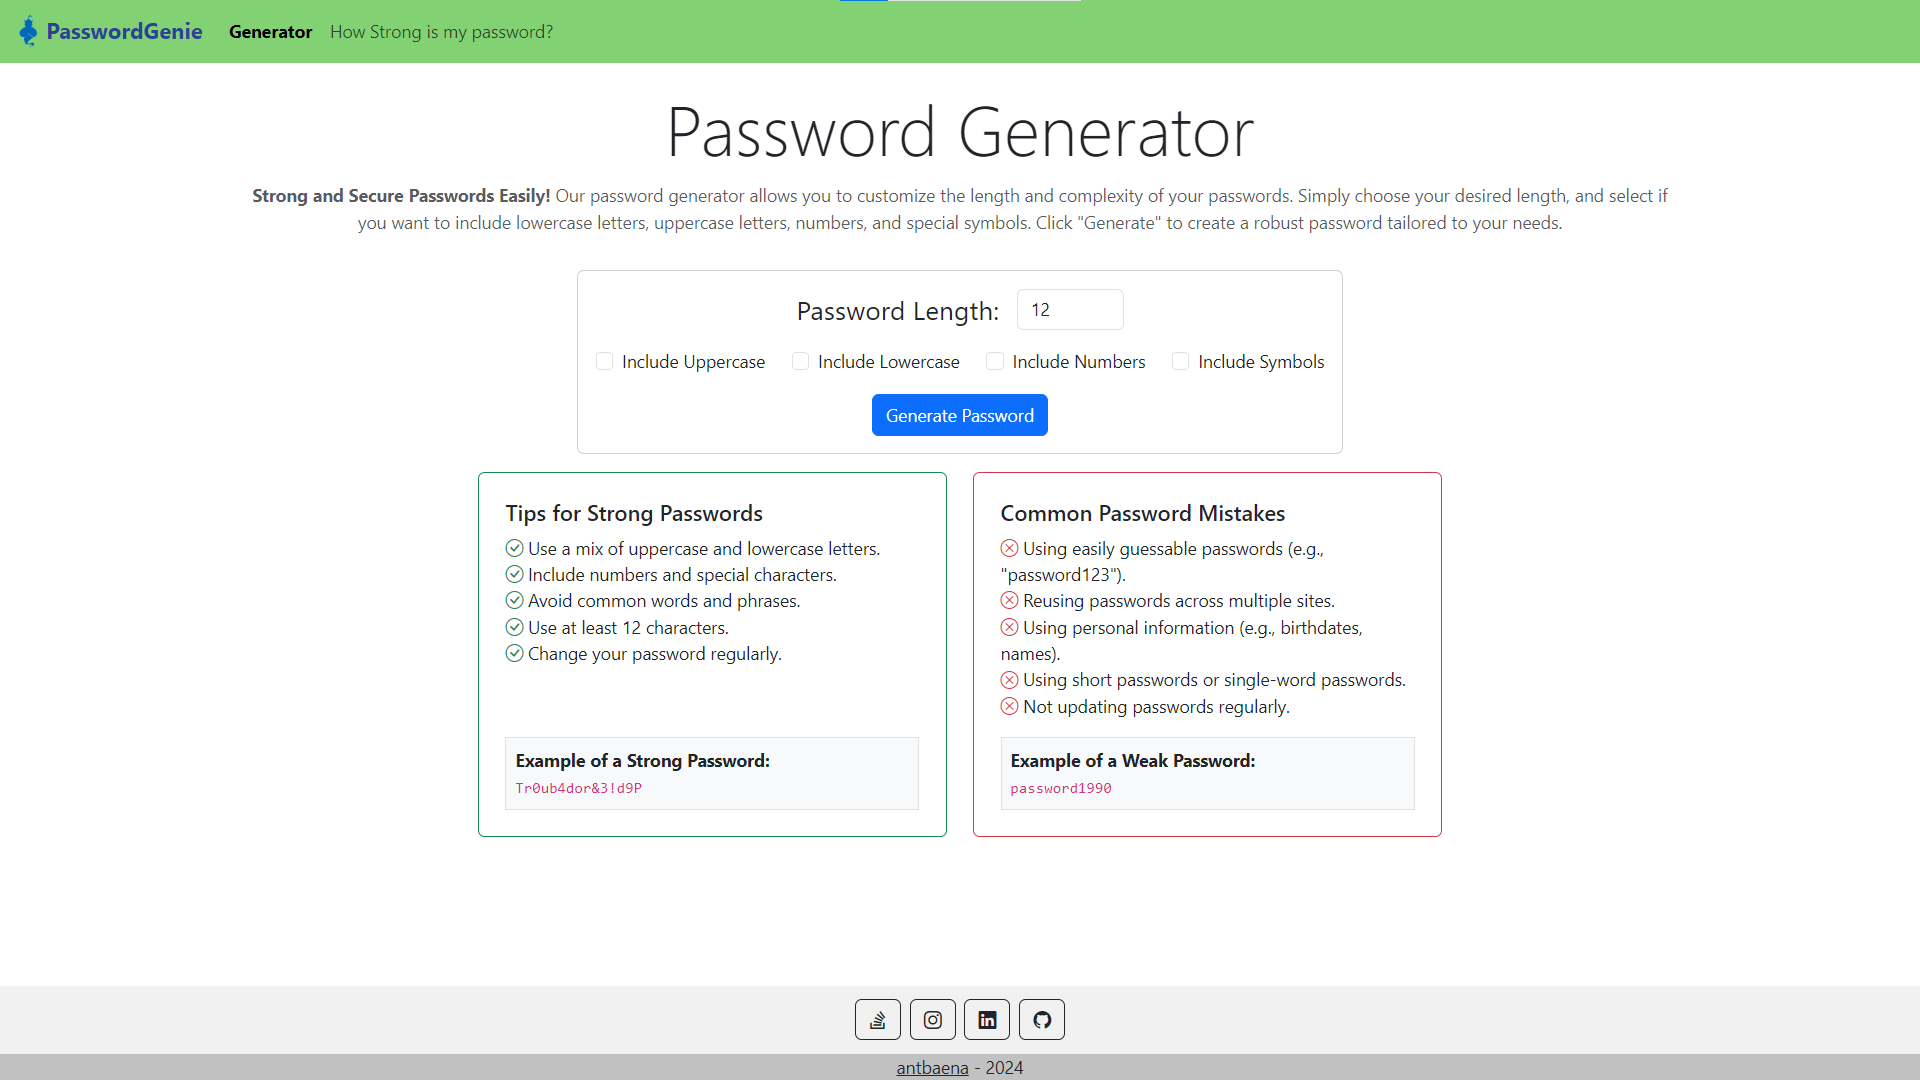 PasswordGenie Generator How Strong is my password?
Password Generator
Strong and Secure Passwords Easily! Our password generator allows you to customize the length and complexity of your passwords. Simply choose your desired length, and select if
you want to include lowercase letters, uppercase letters, numbers, and special symbols. Click "Generate" to create a robust password tailored to your needs.
Password Length: 12
Include Uppercase Include Lowercase Include Numbers Include Symbols
Generate Password
Tips for Strong Passwords
Use a mix of uppercase and lowercase letters.
Include numbers and special characters.
Avoid common words and phrases.
Use at least 12 characters.
Change your password regularly.
Example of a Strong Password:
Tr0ub4dor&3!d9P
Common Password Mistakes
Using easily guessable passwords (e.g.,
"password123").
Reusing passwords across multiple sites.
Using personal information (e.g., birthdates,
names).
Using short passwords or single-word passwords.
Not updating passwords regularly.
Example of a Weak Password:
password1990
antbaena - 2024